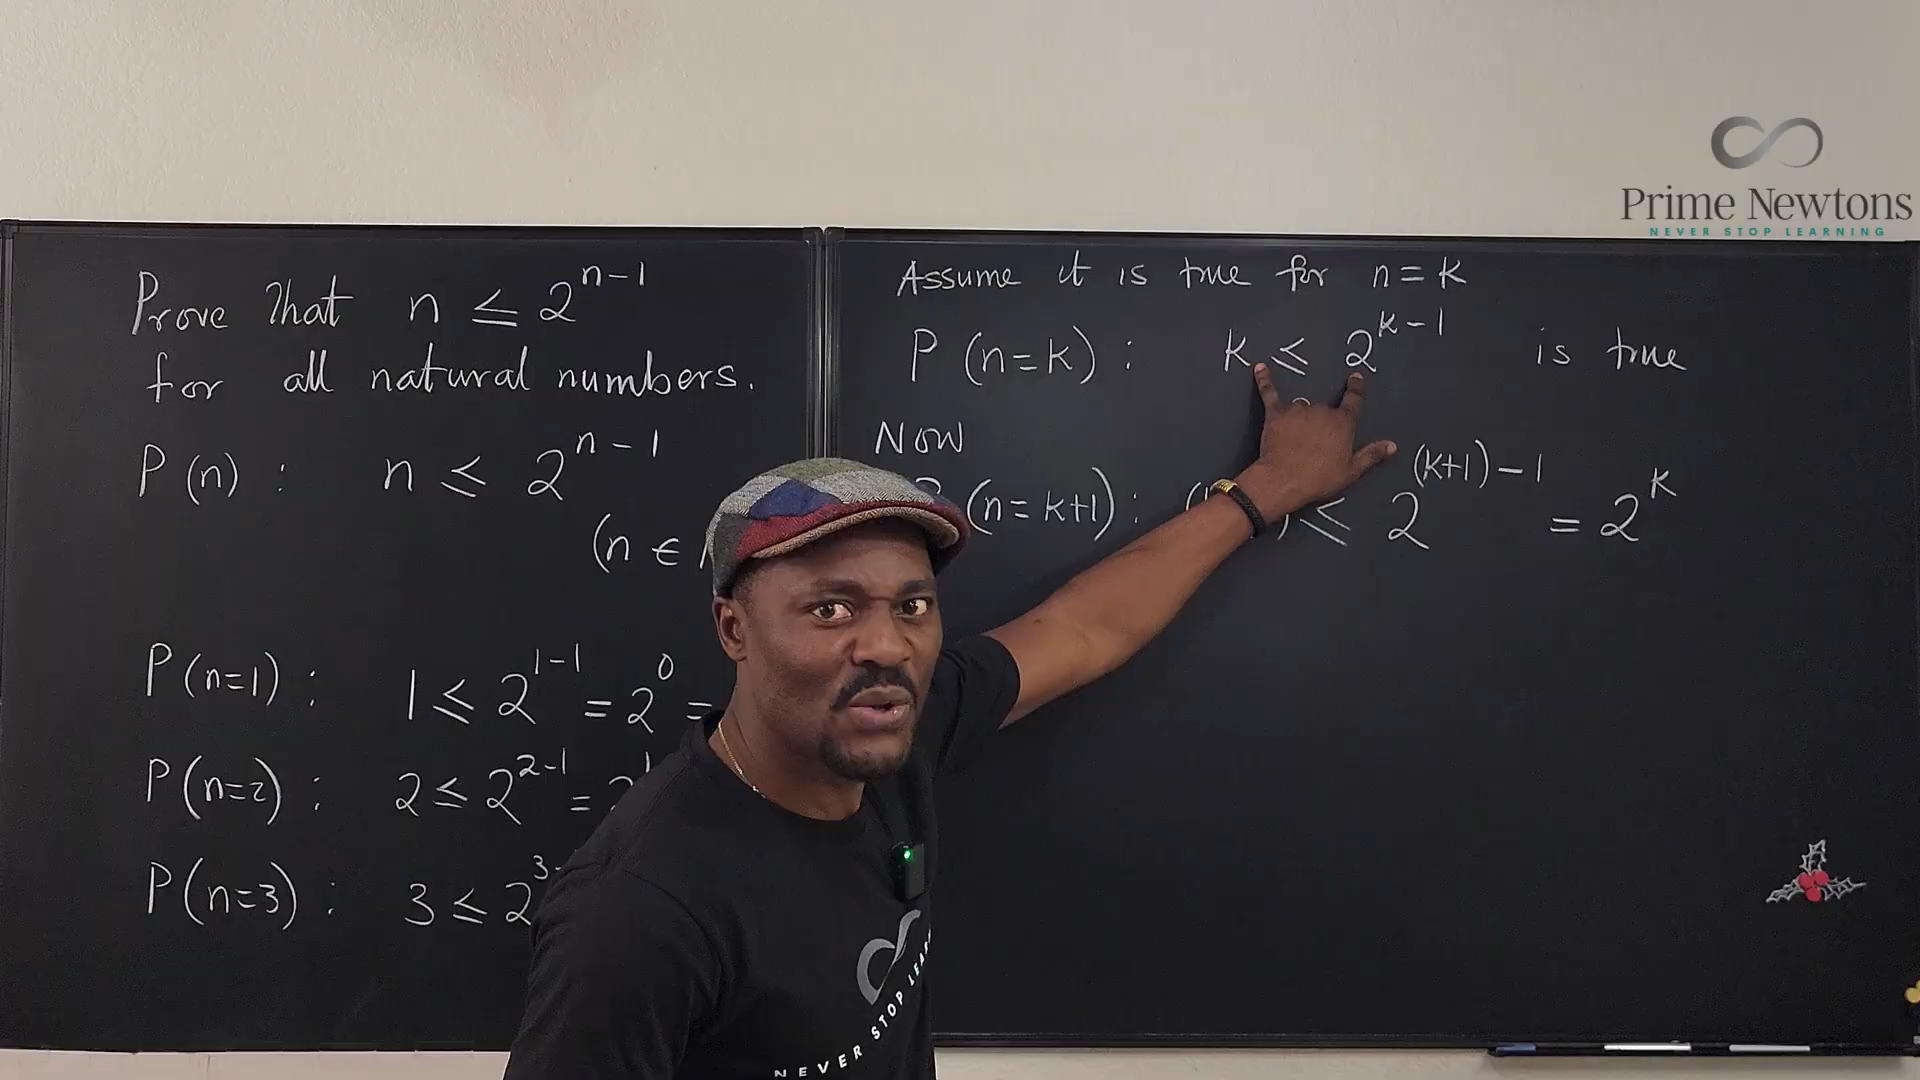 Prime Newtons
NEVER STOP LEARNING
Prove that n ≤ 2^{n-1}
for all natural numbers.
P(n): n ≤ 2^{n-1}
(n ∈
P(n=1): 1 ≤ 2^{1-1} = 2^0 =
P(n=2): 2 ≤ 2^{2-1} =
P(n=3): 3 ≤ 2
Assume it is true for n = k
P(n=k): k ≤ 2^{k-1} is true
Now
(n=k+1): ≤ 2^{(k+1)-1} = 2^k
NEVER STOP